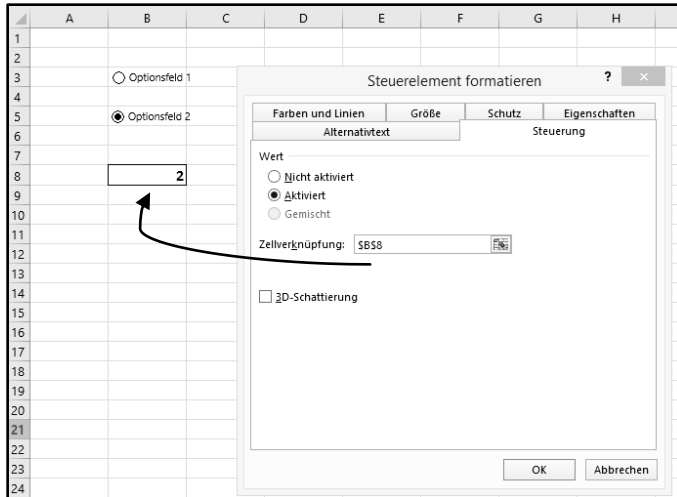 A B C D E F G H
1
2
3 Optionsfeld 1
Steuerelement formatieren ? ×
4
5 Optionsfeld 2
Farben und Linien Größe Schutz Eigenschaften
6
Alternativtext Steuerung
7
Wert
8 2
Nicht aktiviert
9
Aktiviert
10
Gemischt
11
Zellverknüpfung: $B$8
12
13
14
3D-Schattierung
15
16
17
18
19
20
21
22
23
OK Abbrechen
24